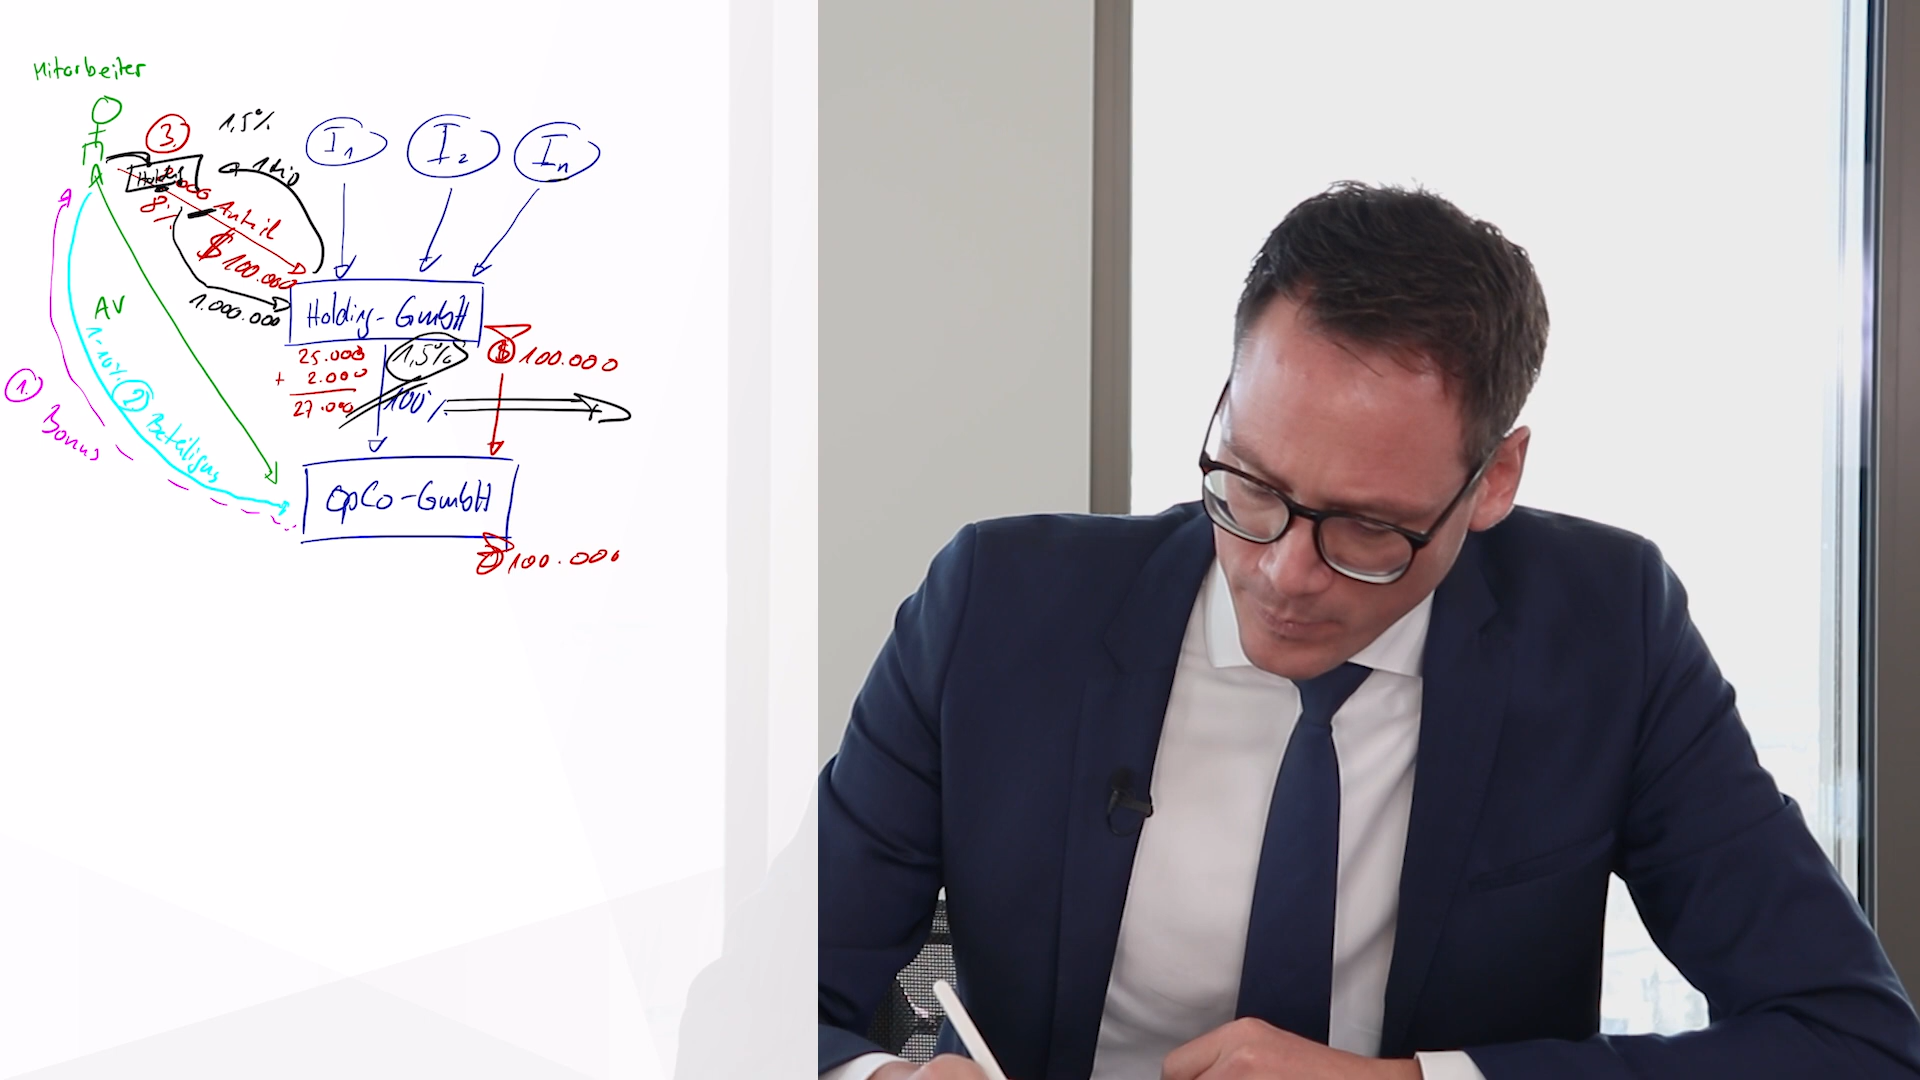 Mitarbeiter
3.
1,5%
I1
I2
In
A
Holding
1 Mio
8%
Anteil
$ 100.000
1.000.000
AV
Holding-GmbH
25.000
+ 2.000
27.000
1,5%
$ 100.000
100%
1-10%
2
Beteiligung
1.
Bonus
OpCo-GmbH
100.000